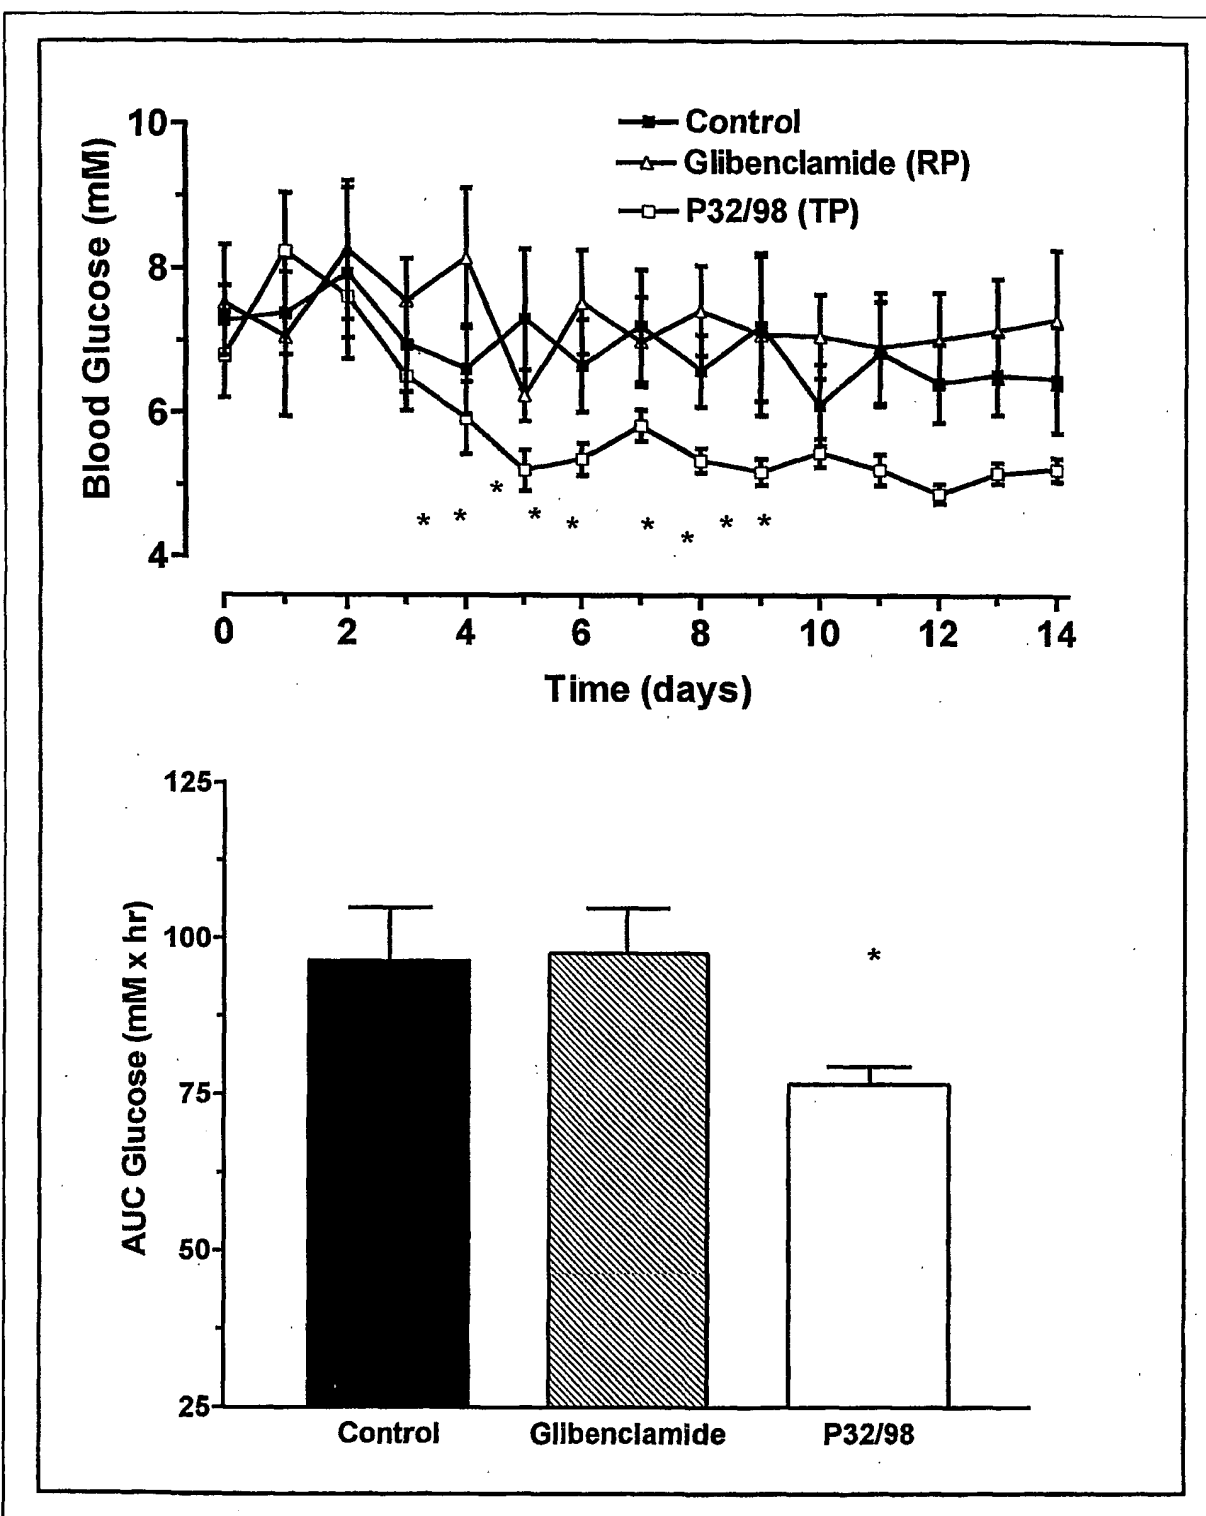 10
8
6
4
Blood Glucose (mM)
Control
Glibenclamide (RP)
P32/98 (TP)
* * * * * * * * *
0 2 4 6 8 10 12 14
Time (days)
125
100
75
50
25
AUC Glucose (mM x hr)
*
Control Glibenclamide P32/98